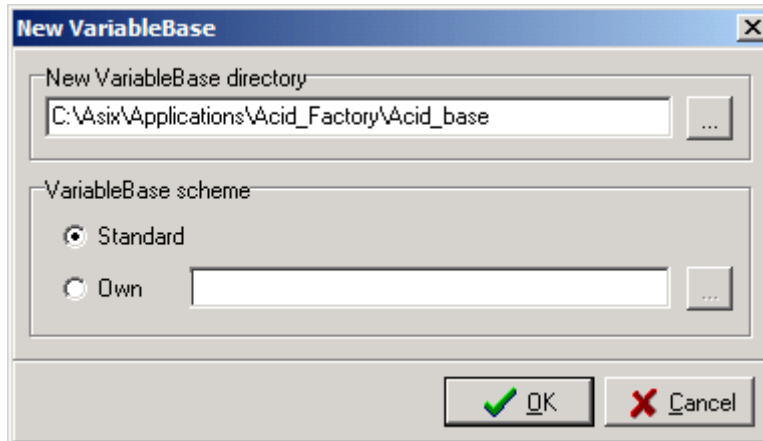 New VariableBase
New VariableBase directory
C:\Asix\Applications\Acid_Factory\Acid_base
...
VariableBase scheme
Standard
Own
...
OK
Cancel